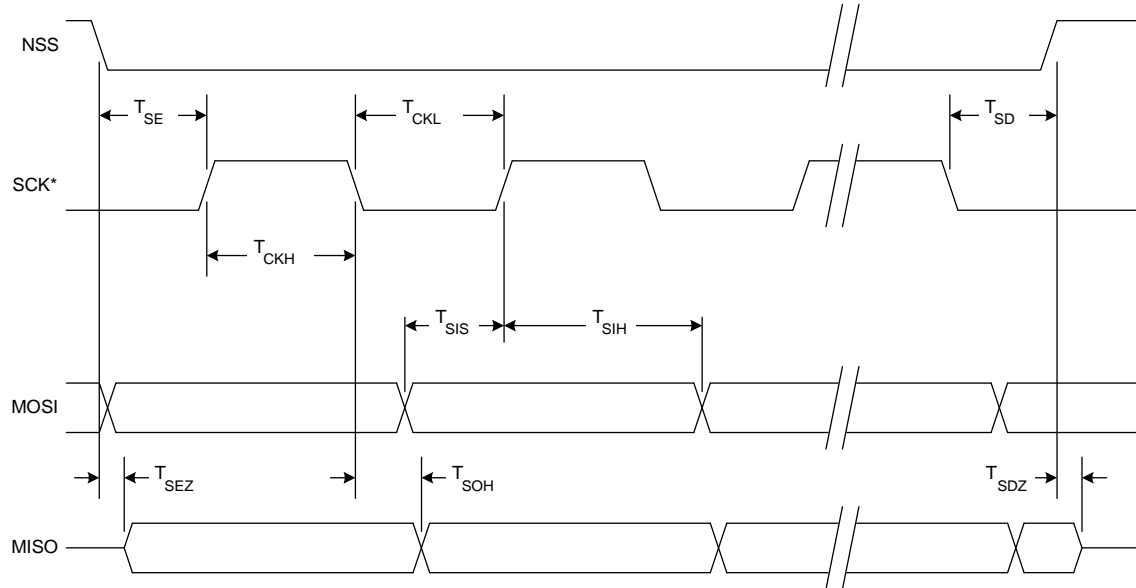 NSS
T_SE
T_CKL
T_SD
SCK*
T_CKH
T_SIS
T_SIH
MOSI
T_SEZ
T_SOH
T_SDZ
MISO